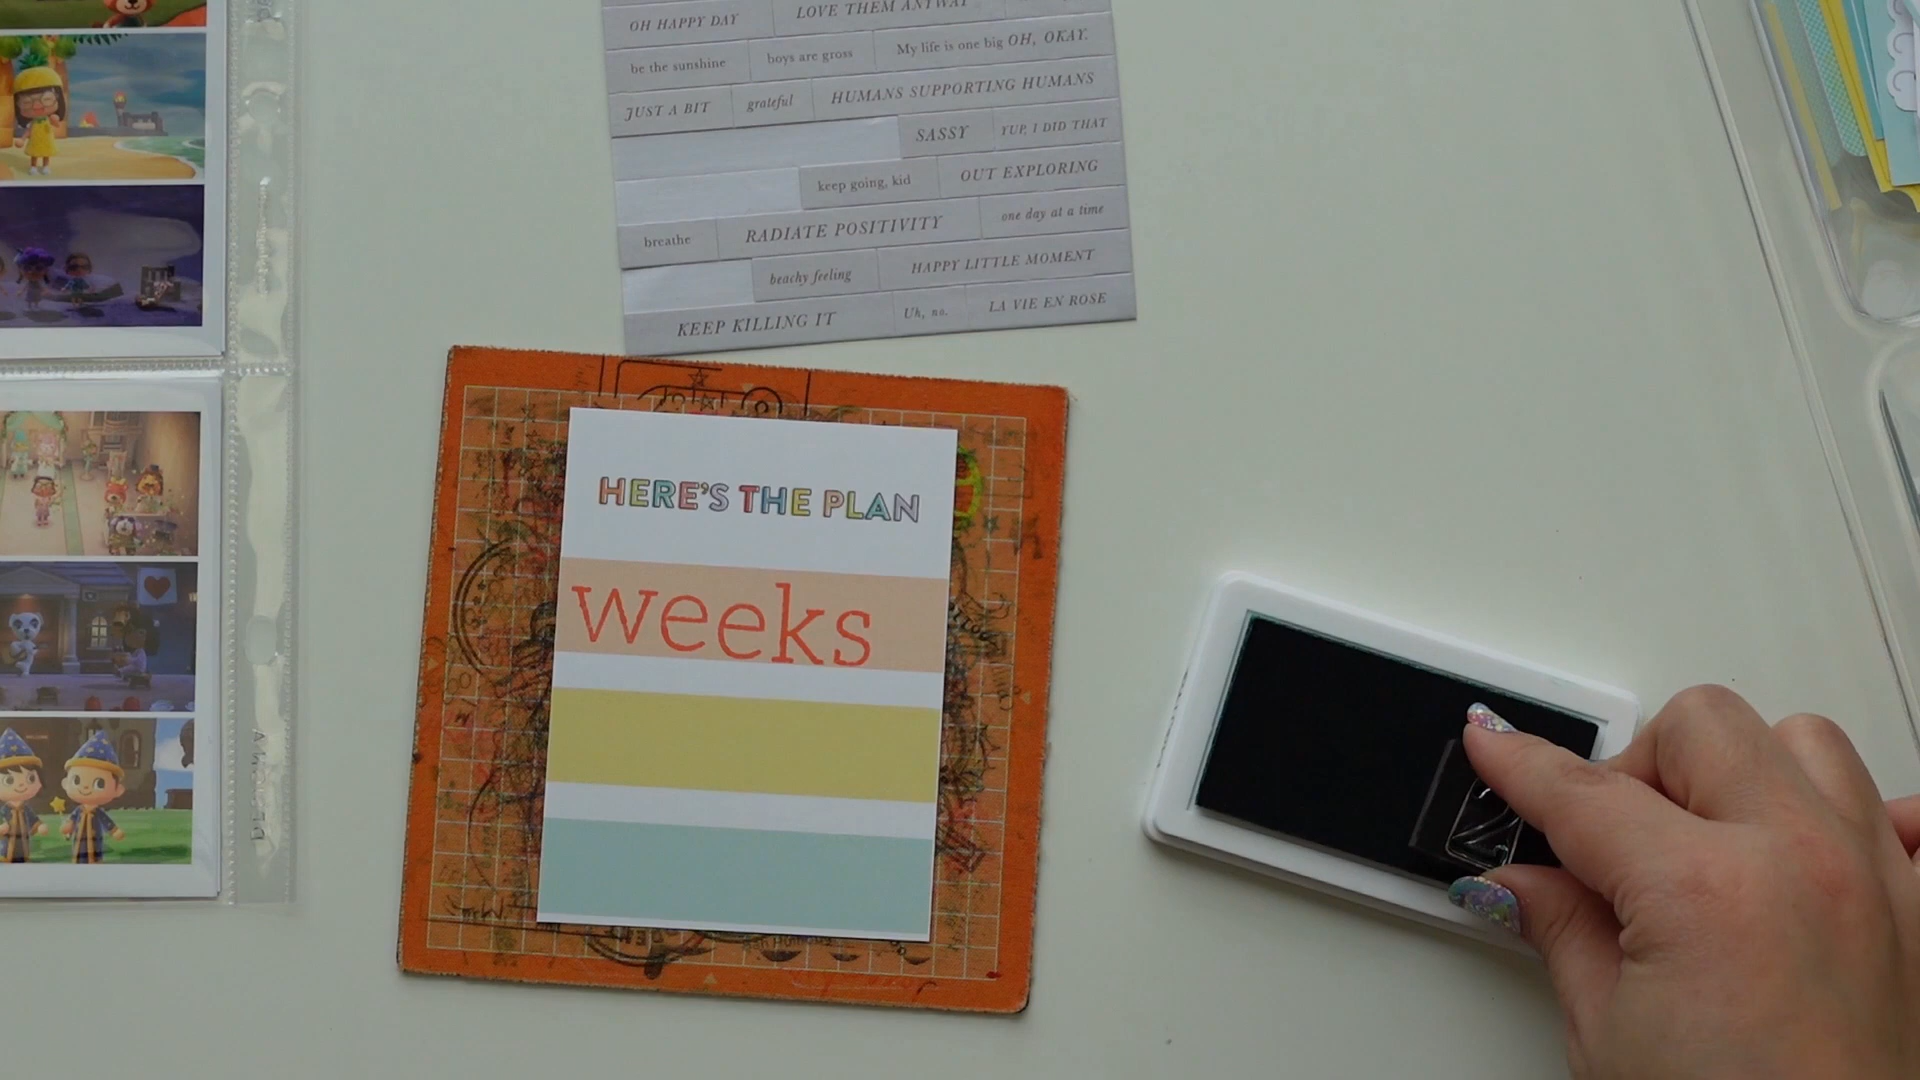 OH HAPPY DAY LOVE THEM ANYWAY
be the sunshine boys are gross My life is one big OH, OKAY.
JUST A BIT grateful HUMANS SUPPORTING HUMANS
SASSY YUP, I DID THAT
keep going, kid OUT EXPLORING
breathe RADIATE POSITIVITY one day at a time
beachy feeling HAPPY LITTLE MOMENT
KEEP KILLING IT Uh, no. LA VIE EN ROSE
HERE'S THE PLAN
weeks
2